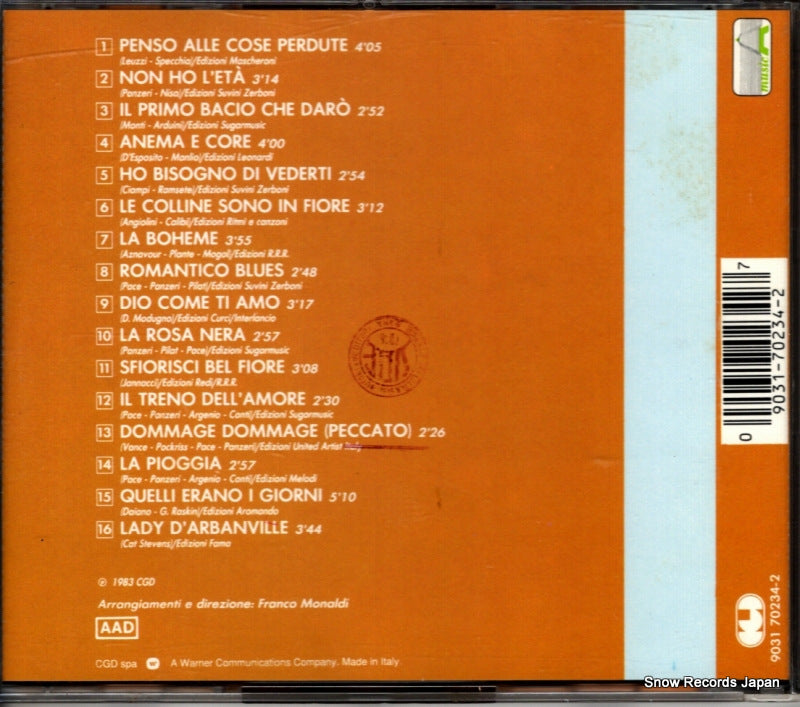 1 PENSO ALLE COSE PERDUTE 4'05
(Leuzzi - Specchia)/Edizioni Mascheroni
2 NON HO L'ETÀ 3'14
(Panzeri - Nisa)/Edizioni Suvini Zerboni
3 IL PRIMO BACIO CHE DARÒ 2'52
(Monti - Arduini)/Edizioni Sugarmusic
4 ANEMA E CORE 4'00
(D'Esposito - Manlio)/Edizioni Leonardi
5 HO BISOGNO DI VEDERTI 2'54
(Ciampi - Ramsete)/Edizioni Suvini Zerboni
6 LE COLLINE SONO IN FIORE 3'12
(Angiolini - Calibi)/Edizioni Ritmi e canzoni
7 LA BOHEME 3'55
(Aznavour - Plante - Mogol)/Edizioni R.R.R.
8 ROMANTICO BLUES 2'48
(Pace - Panzeri - Pilat)/Edizioni Suvini Zerboni
9 DIO COME TI AMO 3'17
(D. Modugno)/Edizioni Curci/Interlancio
10 LA ROSA NERA 2'57
(Panzeri - Pilat - Pace)/Edizioni Sugarmusic
11 SFIORISCI BEL FIORE 3'08
(Jannacci)/Edizioni Redi/R.R.R.
12 IL TRENO DELL'AMORE 2'30
(Pace - Panzeri - Argenio - Conti)/Edizioni Sugarmusic
13 DOMMAGE DOMMAGE (PECCATO) 2'26
(Vance - Pockriss - Pace - Panzeri)/Edizioni United Artist Italy
14 LA PIOGGIA 2'57
(Pace - Panzeri - Argenio - Conti)/Edizioni Melodi
15 QUELLI ERANO I GIORNI 5'10
(Daiano - G. Raskin)/Edizioni Aromando
16 LADY D'ARBANVILLE 3'44
(Cat Stevens)/Edizioni Fama
℗ 1983 CGD
Arrangiamenti e direzione: Franco Monaldi
AAD
CGD spa A Warner Communications Company. Made in Italy
music
0 9031-70234-2 7
9031 70234-2
Snow Records Japan